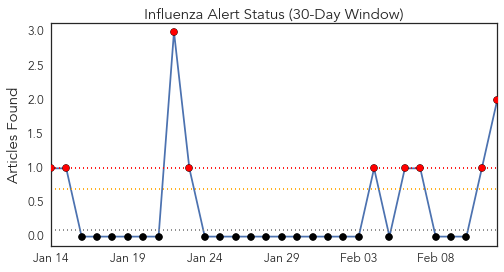 Influenza Alert Status (30-Day Window)
Articles Found
3.0
2.5
2.0
1.5
1.0
0.5
0.0
Jan 14 Jan 19 Jan 24 Jan 29 Feb 03 Feb 08